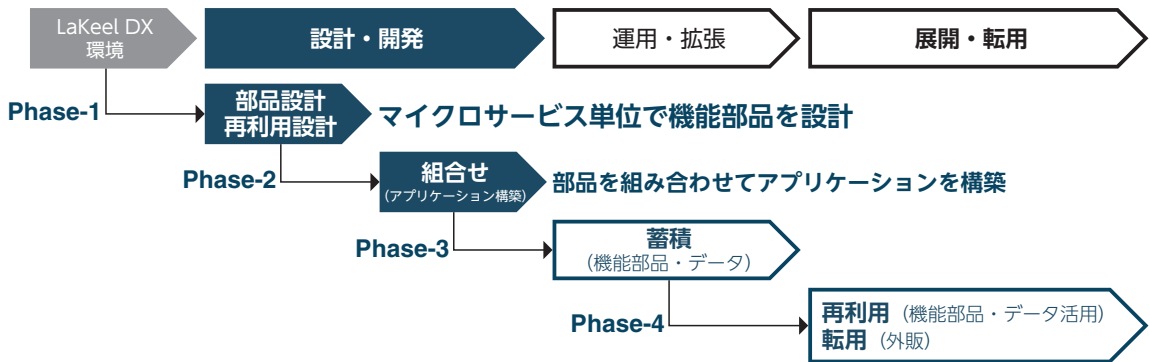 LaKeel DX
環境
設計・開発
運用・拡張
展開・転用
Phase-1
部品設計
再利用設計
マイクロサービス単位で機能部品を設計
Phase-2
組合せ
(アプリケーション構築)
部品を組み合わせてアプリケーションを構築
Phase-3
蓄積
(機能部品・データ)
Phase-4
再利用(機能部品・データ活用)
転用(外販)